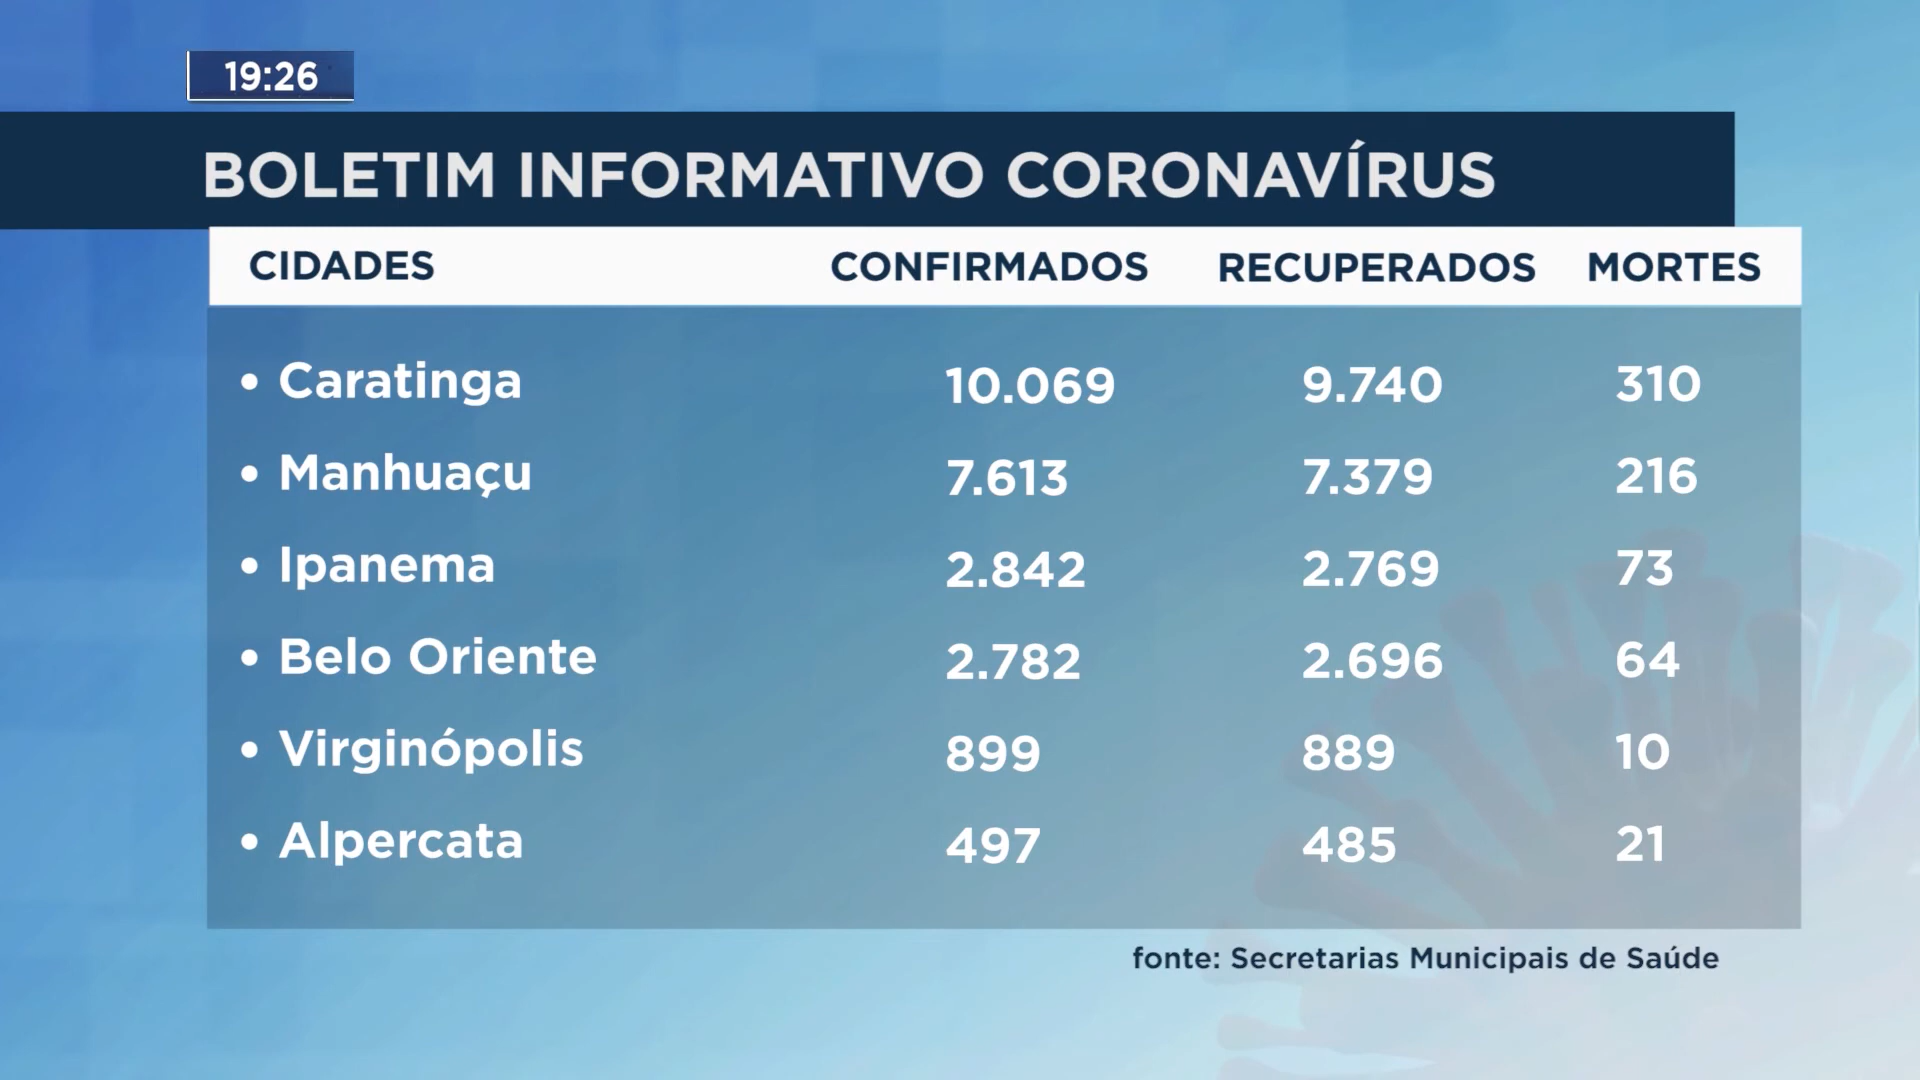 19:26
BOLETIM INFORMATIVO CORONAVÍRUS
CIDADES CONFIRMADOS RECUPERADOS MORTES
• Caratinga 10.069 9.740 310
• Manhuaçu 7.613 7.379 216
• Ipanema 2.842 2.769 73
• Belo Oriente 2.782 2.696 64
• Virginópolis 899 889 10
• Alpercata 497 485 21
fonte: Secretarias Municipais de Saúde